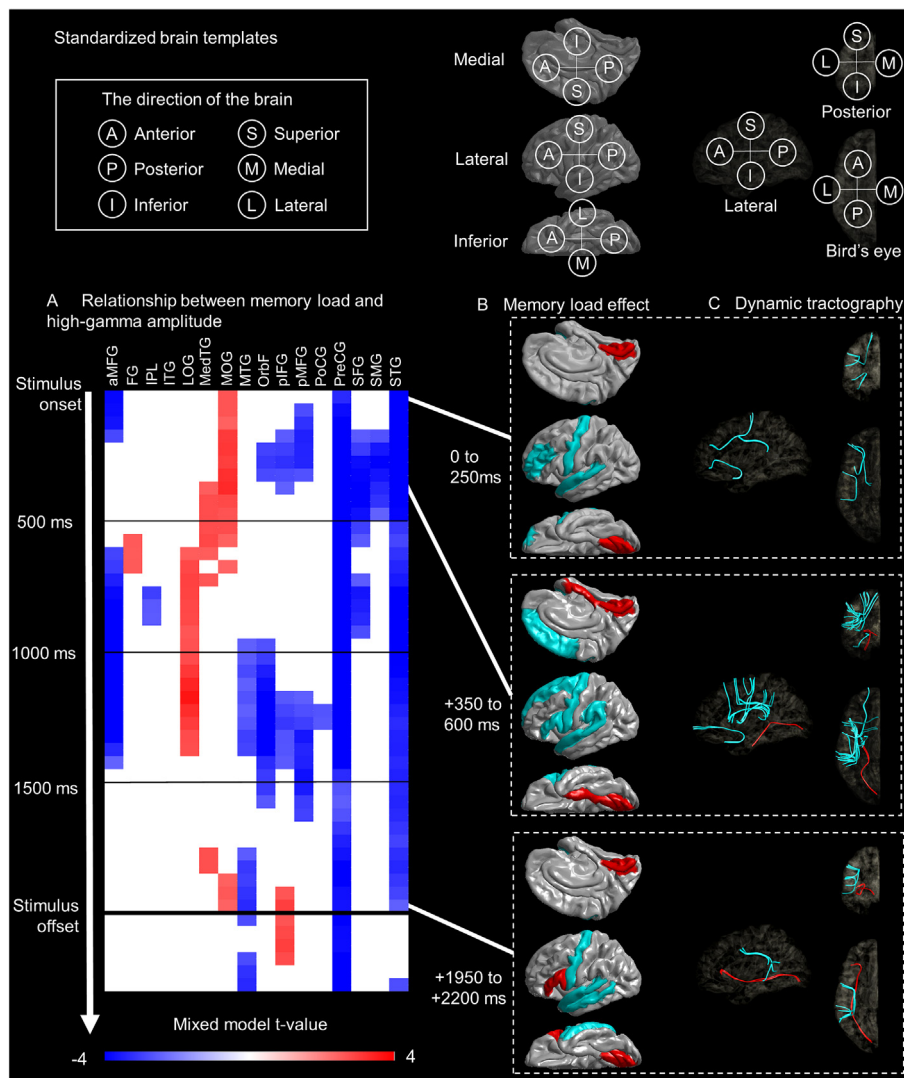 Standardized brain templates
The direction of the brain
A Anterior
S Superior
P Posterior
M Medial
I Inferior
L Lateral
Medial
I
A P
S
Lateral
S
A P
I
Inferior
L
A P
M
S
A P
I
Lateral
S
L M
I
Posterior
A
L M
P
Bird's eye
A Relationship between memory load and
high-gamma amplitude
aMFG
FG
IPL
ITG
LOG
MedTG
MOG
MTG
OrbF
pIFG
pMFG
PoCG
PreCG
SFG
SMG
STG
Stimulus
onset
500 ms
1000 ms
1500 ms
Stimulus
offset
Mixed model t-value
-4 4
B Memory load effect
C Dynamic tractography
0 to
250ms
+350 to
600 ms
+1950 to
+2200 ms